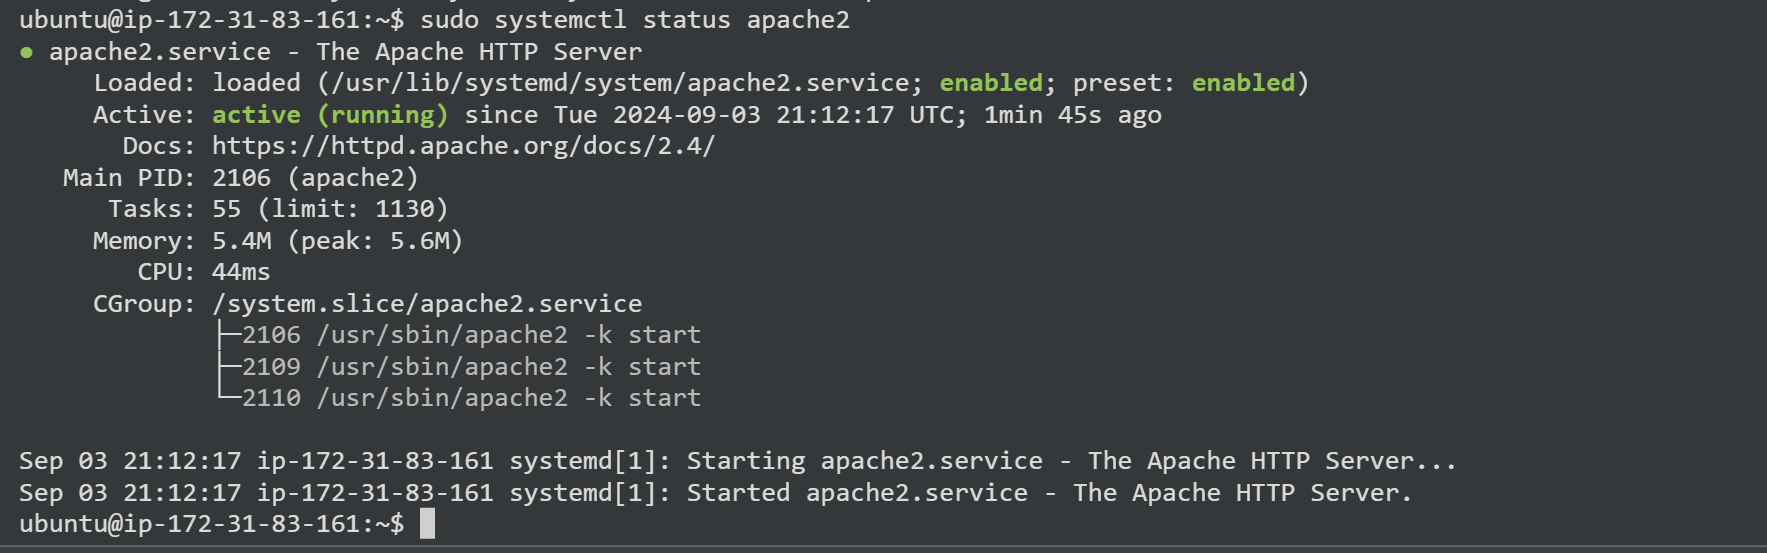 ubuntu@ip-172-31-83-161:~$ sudo systemctl status apache2
● apache2.service - The Apache HTTP Server
     Loaded: loaded (/usr/lib/systemd/system/apache2.service; enabled; preset: enabled)
     Active: active (running) since Tue 2024-09-03 21:12:17 UTC; 1min 45s ago
       Docs: https://httpd.apache.org/docs/2.4/
   Main PID: 2106 (apache2)
      Tasks: 55 (limit: 1130)
     Memory: 5.4M (peak: 5.6M)
        CPU: 44ms
     CGroup: /system.slice/apache2.service
             ├─2106 /usr/sbin/apache2 -k start
             ├─2109 /usr/sbin/apache2 -k start
             └─2110 /usr/sbin/apache2 -k start
Sep 03 21:12:17 ip-172-31-83-161 systemd[1]: Starting apache2.service - The Apache HTTP Server...
Sep 03 21:12:17 ip-172-31-83-161 systemd[1]: Started apache2.service - The Apache HTTP Server.
ubuntu@ip-172-31-83-161:~$